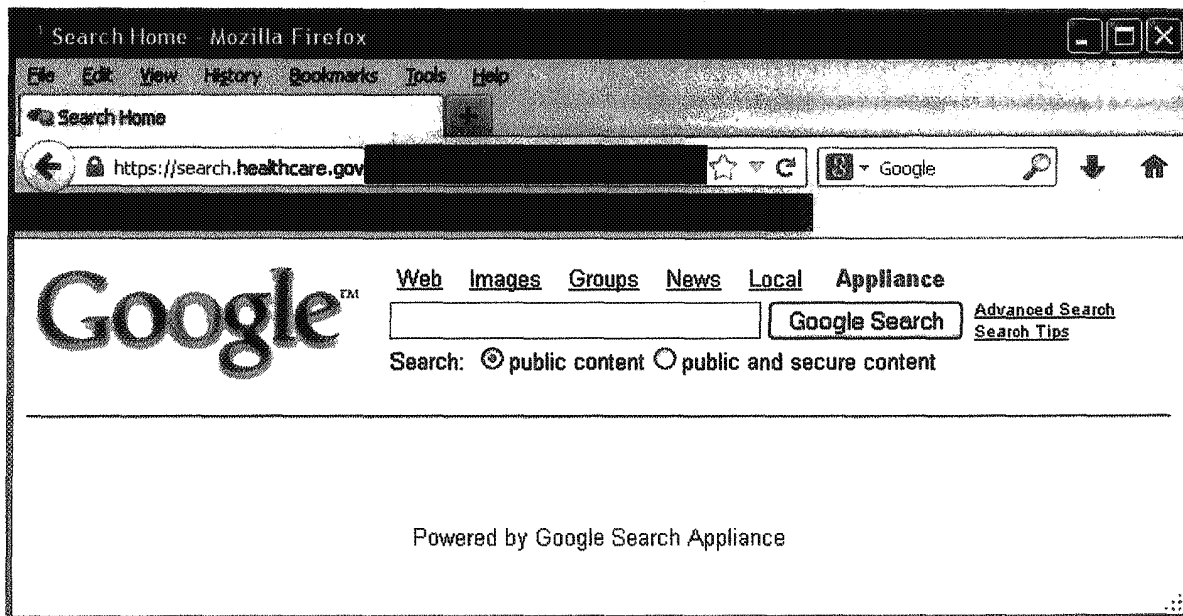 Search Home - Mozilla Firefox
File Edit View History Bookmarks Tools Help
Search Home +
https://search.healthcare.gov Google
Google™
Web Images Groups News Local Appliance
Google Search Advanced Search
Search Tips
Search: public content public and secure content
Powered by Google Search Appliance